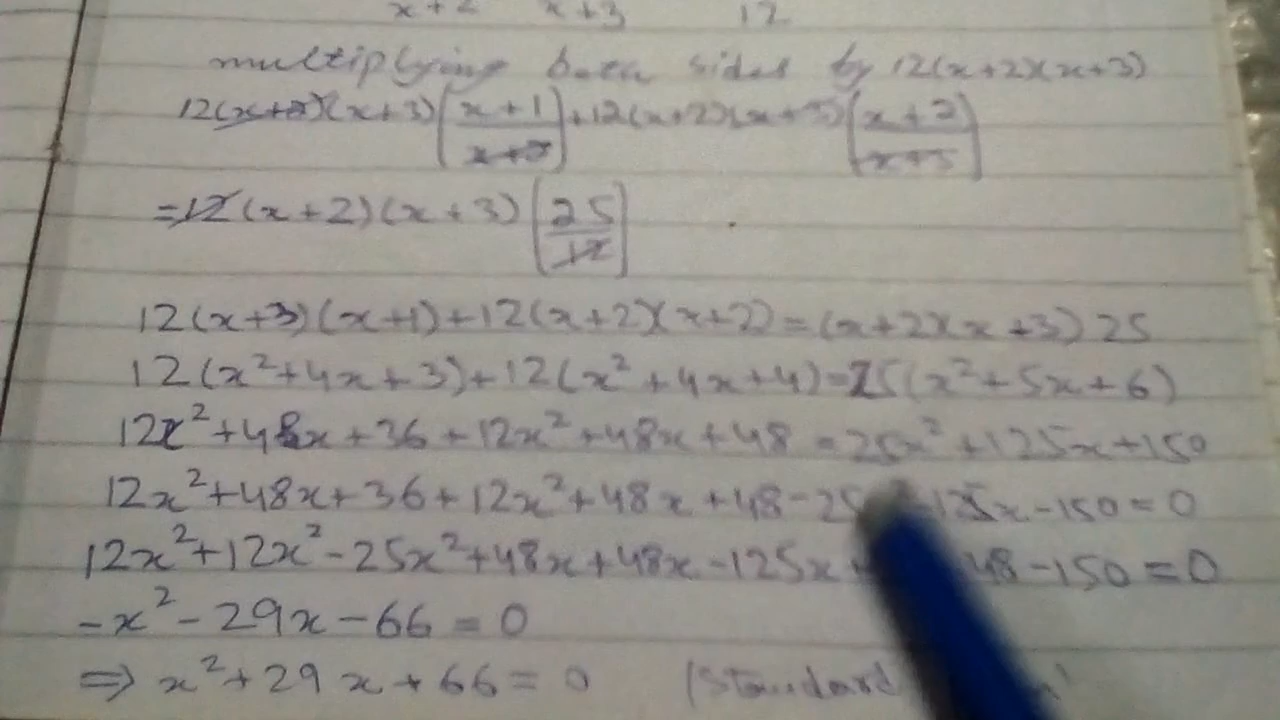 x+2 x+3 12
multiplying both sides by 12(x+2)(x+3)
12(x+2)(x+3)[x+1/x+2]+12(x+2)(x+3)[x+2/x+3]
=12(x+2)(x+3)[25/12]
12(x+3)(x+1)+12(x+2)(x+2)=(x+2)(x+3)25
12(x²+4x+3)+12(x²+4x+4)=25(x²+5x+6)
12x²+48x+36+12x²+48x+48=25x²+125x+150
12x²+48x+36+12x²+48x+48-25x²-125x-150=0
12x²+12x²-25x²+48x+48x-125x+ 48-150=0
-x²-29x-66=0
⇒ x²+29x+66=0 (Standard